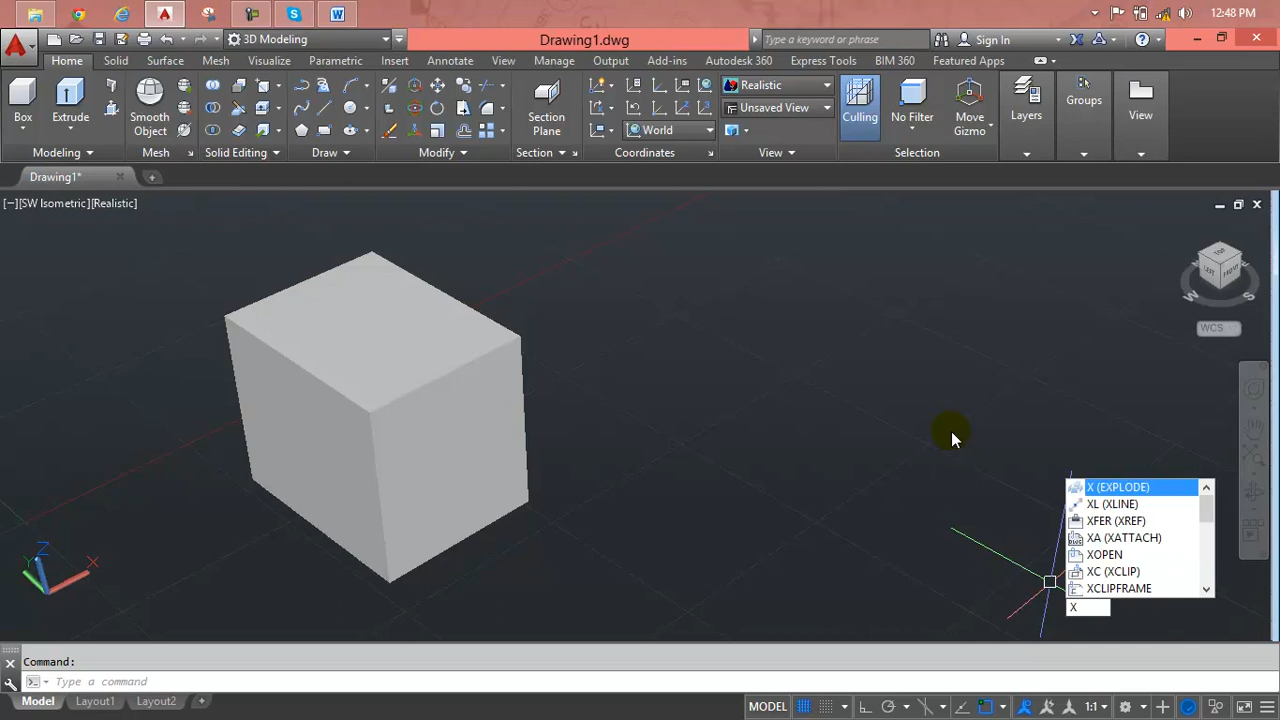 12:48 PM
3D Modeling
Drawing1.dwg
Type a keyword or phrase
Sign In
Home Solid Surface Mesh Visualize Parametric Insert Annotate View Manage Output Add-ins Autodesk 360 Express Tools BIM 360 Featured Apps
Box
Extrude
Smooth
Object
Section
Plane
Realistic
Unsaved View
World
Culling
No Filter
Move
Gizmo
Layers
Groups
View
Modeling Mesh Solid Editing Draw Modify Section Coordinates View Selection
Drawing1*
[−][SW Isometric][Realistic]
TOP
LEFT FRONT
W S
WCS
X (EXPLODE)
XL (XLINE)
XFER (XREF)
XA (XATTACH)
XOPEN
XC (XCLIP)
XCLIPFRAME
X
Z
Y X
Command:
Type a command
Model Layout1 Layout2
MODEL
1:1